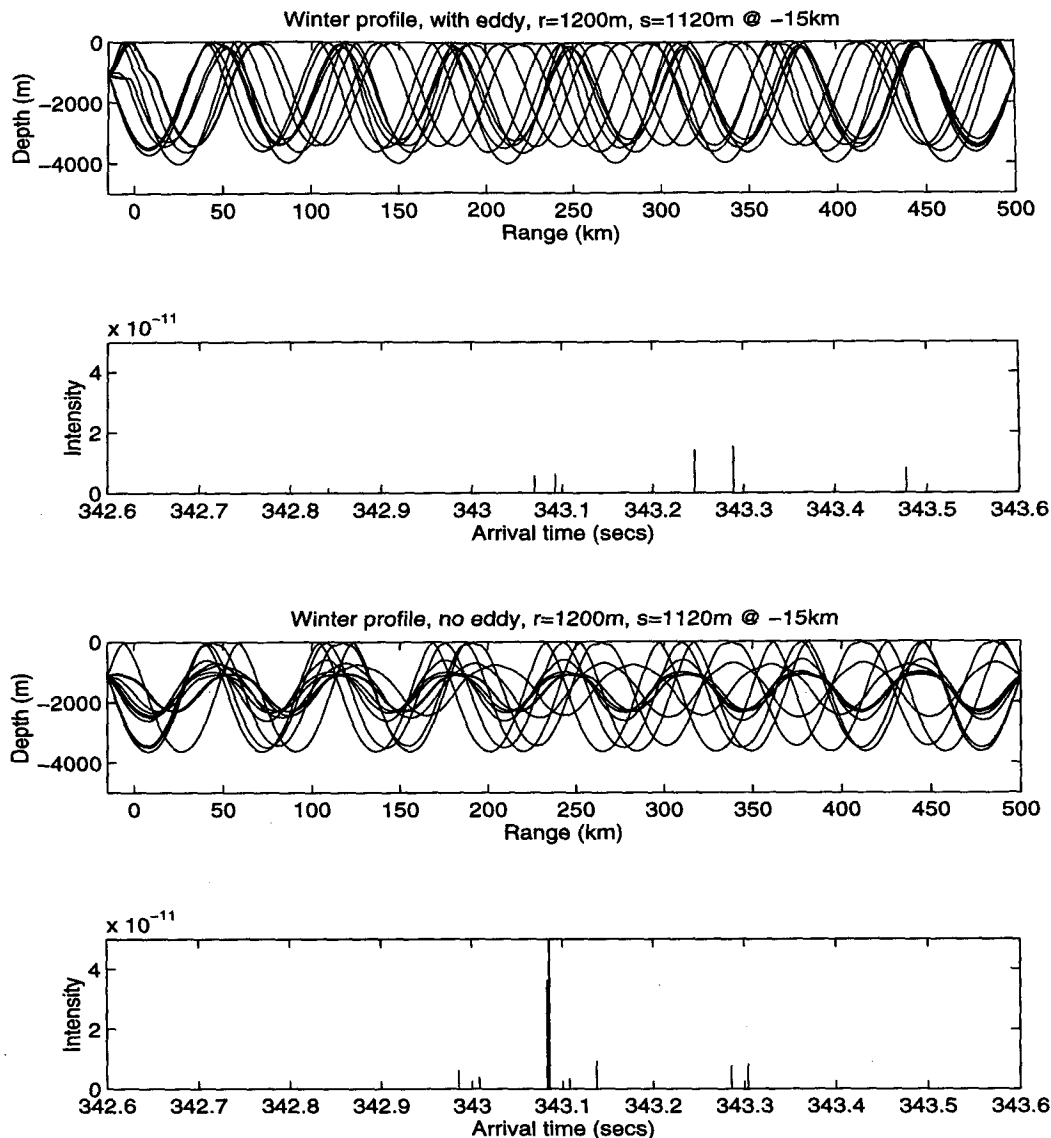 Winter profile, with eddy, r=1200m, s=1120m @ -15km
Depth (m)
0
-2000
-4000
0 50 100 150 200 250 300 350 400 450 500
Range (km)
x 10^-11
Intensity
4
2
0
342.6 342.7 342.8 342.9 343 343.1 343.2 343.3 343.4 343.5 343.6
Arrival time (secs)
Winter profile, no eddy, r=1200m, s=1120m @ -15km
Depth (m)
0
-2000
-4000
0 50 100 150 200 250 300 350 400 450 500
Range (km)
x 10^-11
Intensity
4
2
0
342.6 342.7 342.8 342.9 343 343.1 343.2 343.3 343.4 343.5 343.6
Arrival time (secs)